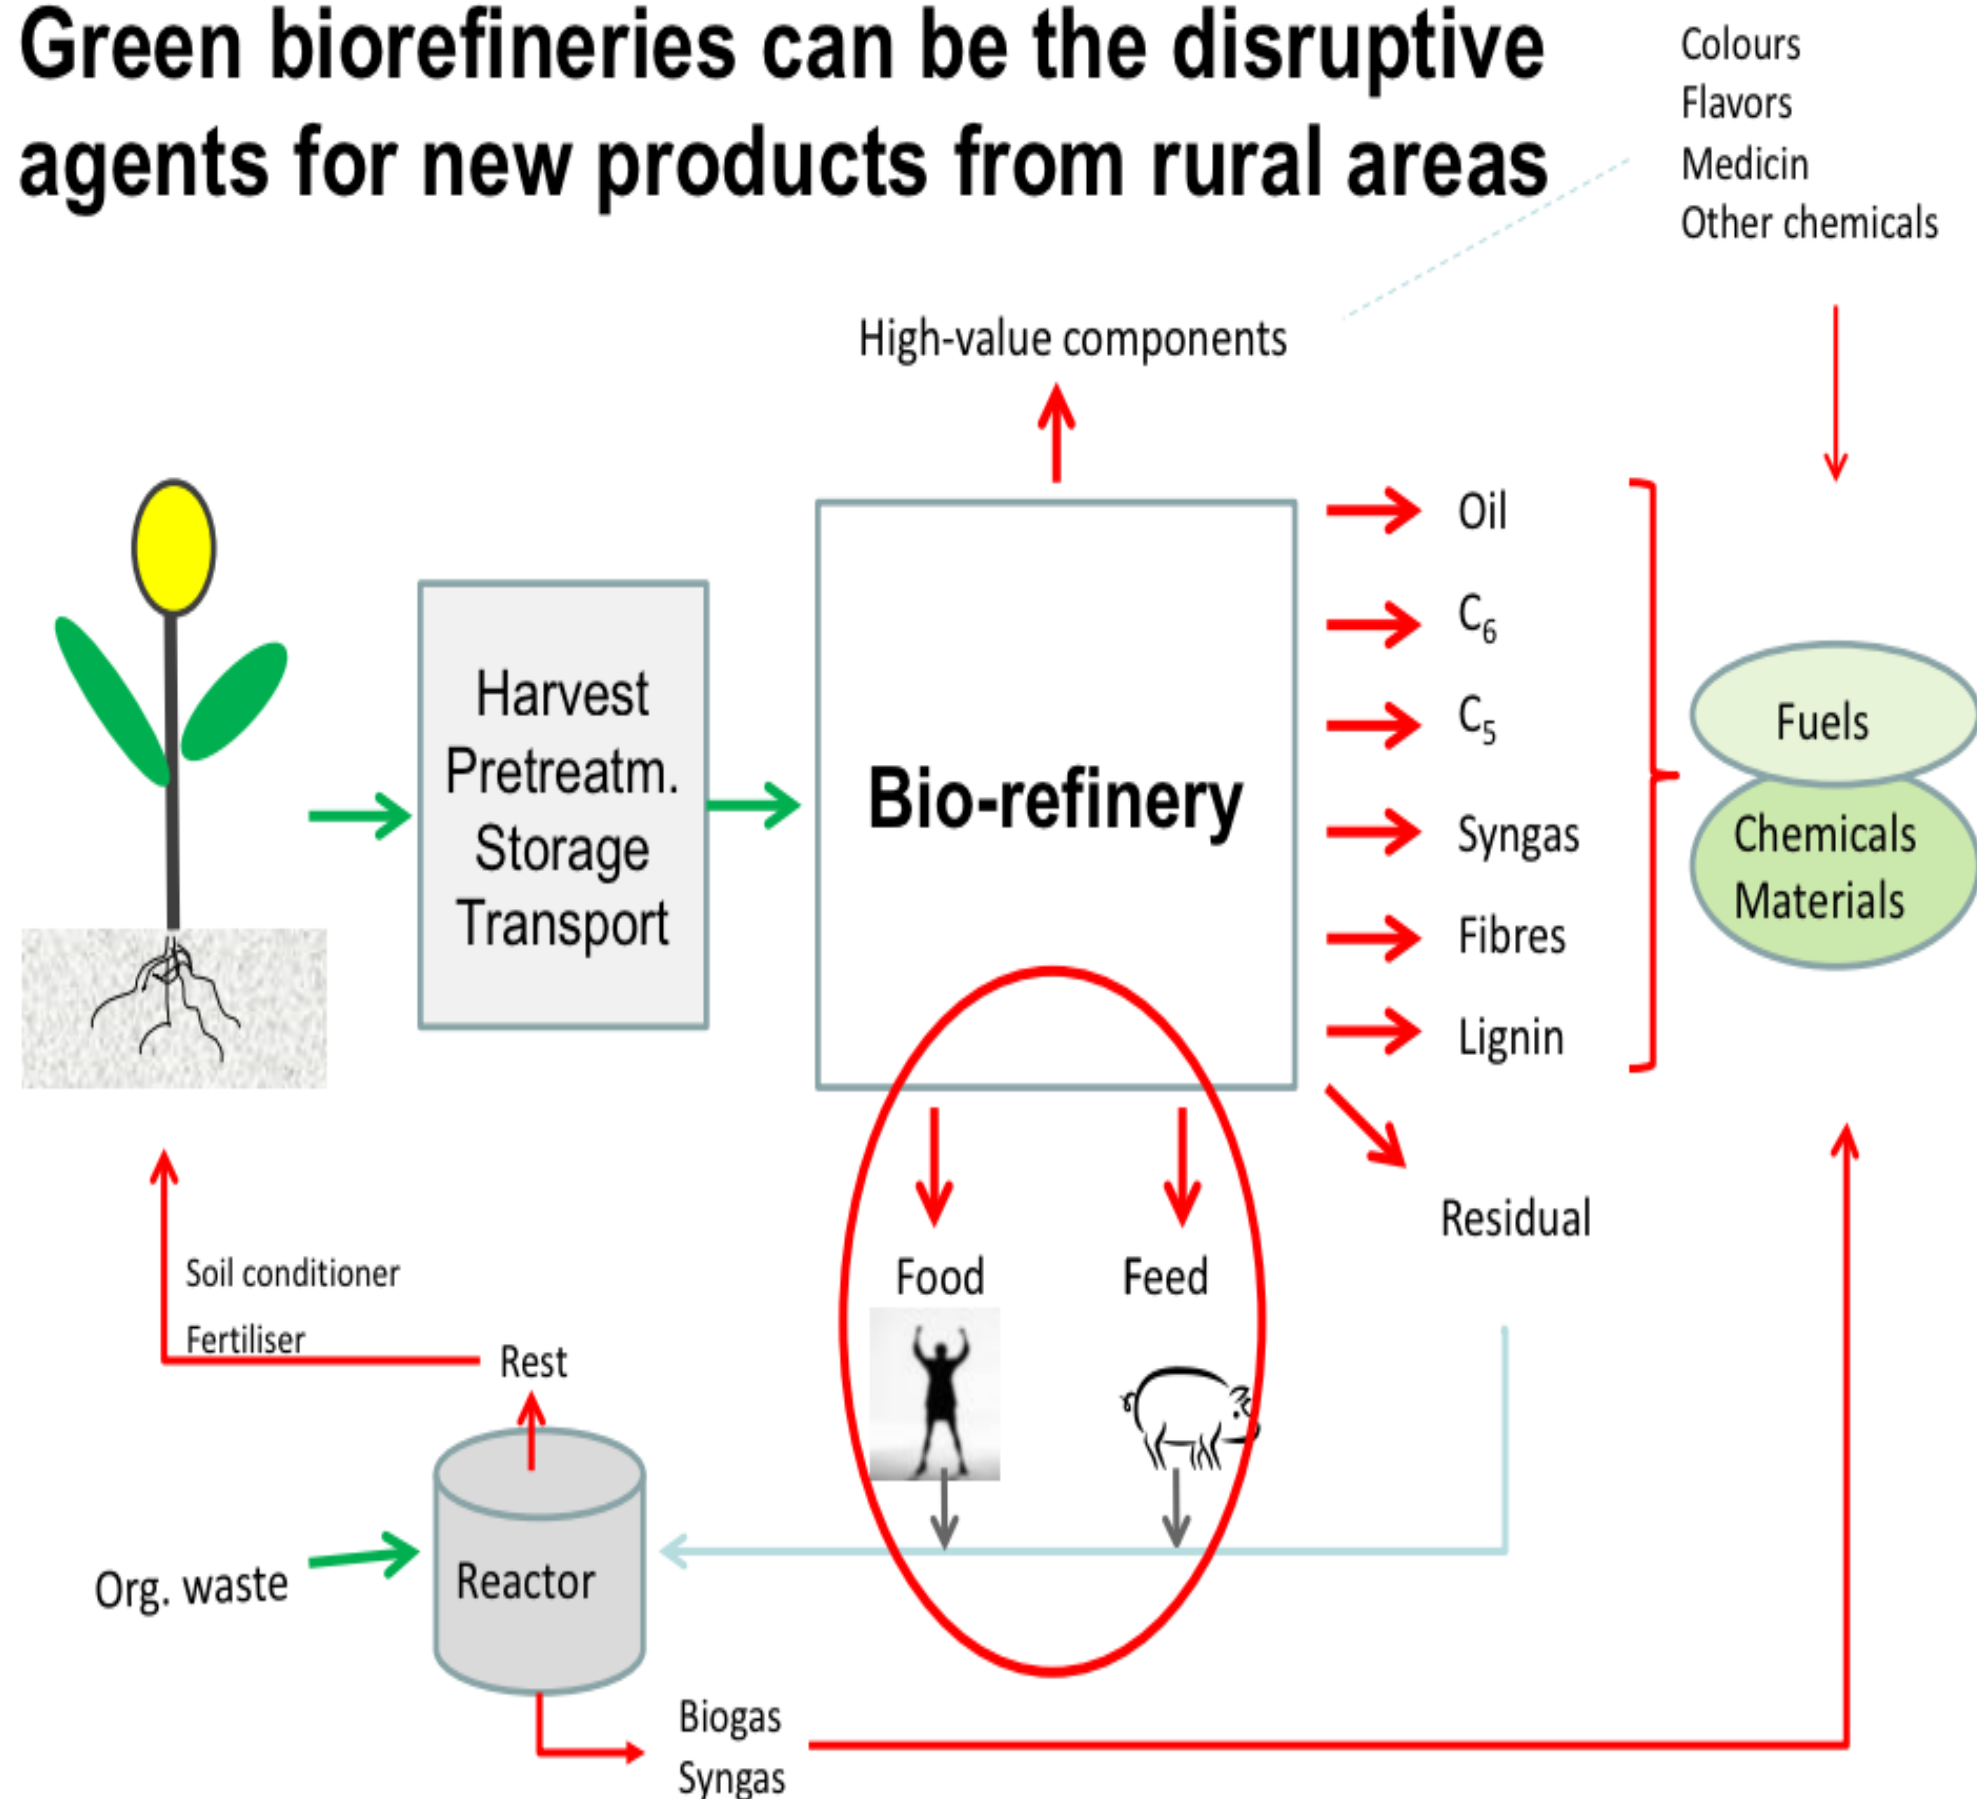 Green biorefineries can be the disruptive
agents for new products from rural areas
Colours
Flavors
Medicin
Other chemicals
High-value components
Harvest
Pretreatm.
Storage
Transport
Bio-refinery
Oil
C₆
C₅
Syngas
Fibres
Lignin
Fuels
Chemicals
Materials
Residual
Food
Feed
Soil conditioner
Fertiliser
Rest
Org. waste
Reactor
Biogas
Syngas